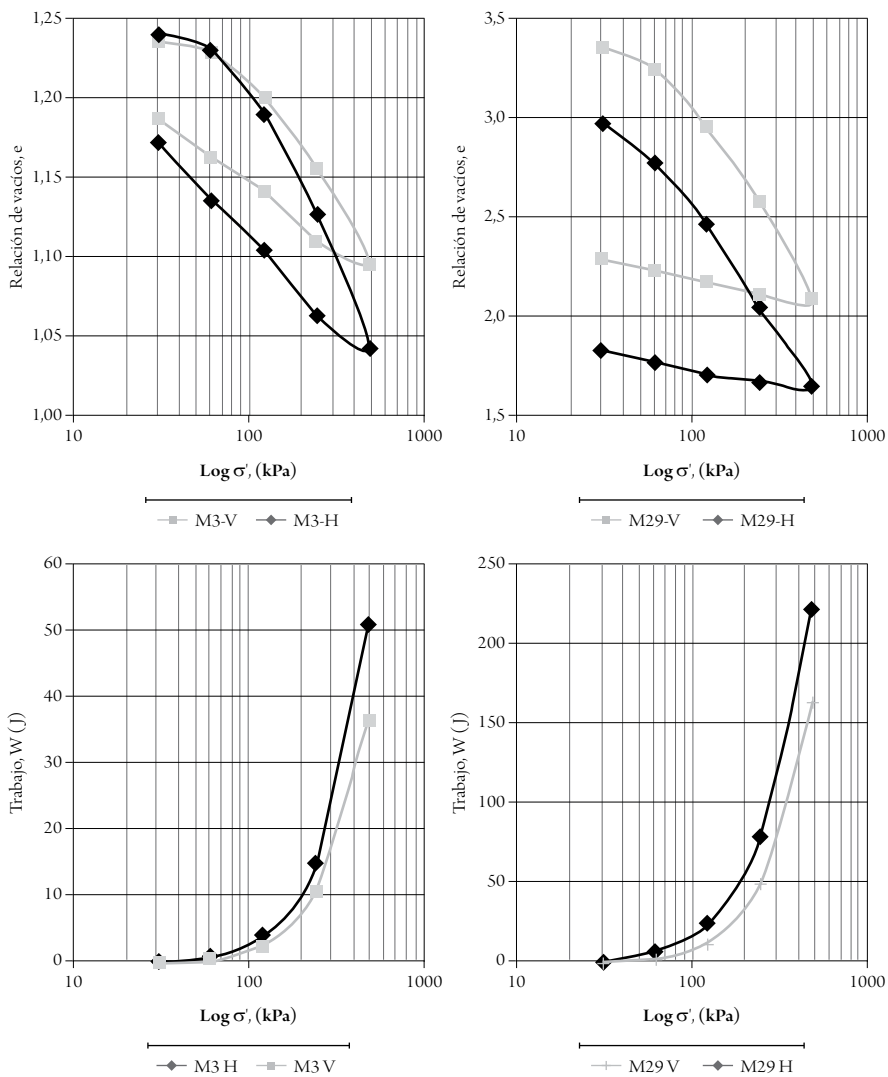 1,25
1,20
1,15
1,10
1,05
1,00
Relación de vacíos, e
10
100
1000
Log σ', (kPa)
M3-V
M3-H
3,5
3,0
2,5
2,0
1,5
Relación de vacíos, e
10
100
1000
Log σ', (kPa)
M29-V
M29-H
60
50
40
30
20
10
0
Trabajo, W (J)
10
100
1000
Log σ', (kPa)
M3 H
M3 V
250
200
150
100
50
0
Trabajo, W (J)
10
100
1000
Log σ', (kPa)
M29 V
M29 H